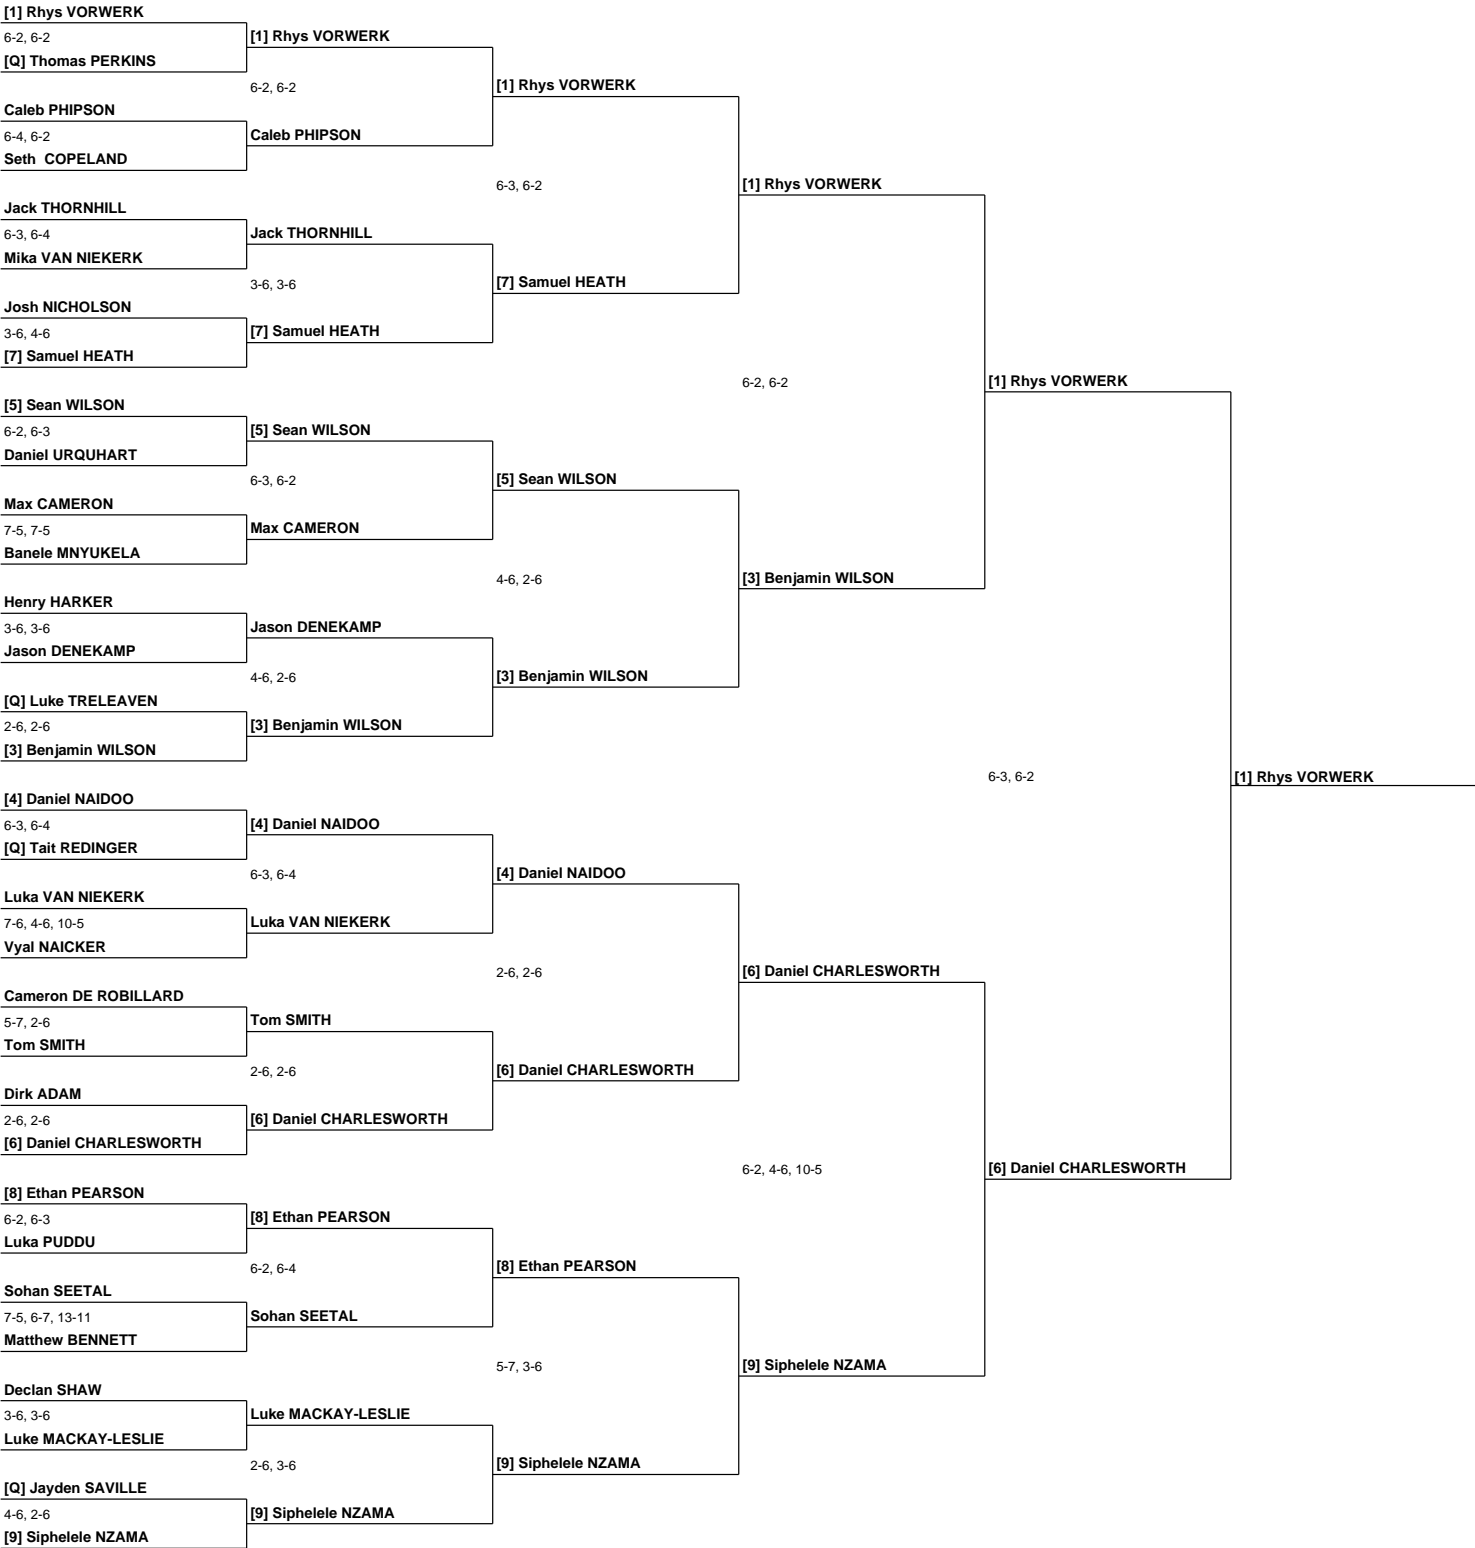 [1] Rhys VORWERK
6-2, 6-2
[Q] Thomas PERKINS
Caleb PHIPSON
6-4, 6-2
Seth COPELAND
Jack THORNHILL
6-3, 6-4
Mika VAN NIEKERK
Josh NICHOLSON
3-6, 4-6
[7] Samuel HEATH
[5] Sean WILSON
6-2, 6-3
Daniel URQUHART
Max CAMERON
7-5, 7-5
Banele MNYUKELA
Henry HARKER
3-6, 3-6
Jason DENEKAMP
[Q] Luke TRELEAVEN
2-6, 2-6
[3] Benjamin WILSON
[4] Daniel NAIDOO
6-3, 6-4
[Q] Tait REDINGER
Luka VAN NIEKERK
7-6, 4-6, 10-5
Vyal NAICKER
Cameron DE ROBILLARD
5-7, 2-6
Tom SMITH
Dirk ADAM
2-6, 2-6
[6] Daniel CHARLESWORTH
[8] Ethan PEARSON
6-2, 6-3
Luka PUDDU
Sohan SEETAL
7-5, 6-7, 13-11
Matthew BENNETT
Declan SHAW
3-6, 3-6
Luke MACKAY-LESLIE
[Q] Jayden SAVILLE
4-6, 2-6
[9] Siphelele NZAMA
[1] Rhys VORWERK
6-2, 6-2
Caleb PHIPSON
Jack THORNHILL
3-6, 3-6
[7] Samuel HEATH
[5] Sean WILSON
6-3, 6-2
Max CAMERON
Jason DENEKAMP
4-6, 2-6
[3] Benjamin WILSON
[4] Daniel NAIDOO
6-3, 6-4
Luka VAN NIEKERK
Tom SMITH
2-6, 2-6
[6] Daniel CHARLESWORTH
[8] Ethan PEARSON
6-2, 6-4
Sohan SEETAL
Luke MACKAY-LESLIE
2-6, 3-6
[9] Siphelele NZAMA
[1] Rhys VORWERK
6-3, 6-2
[7] Samuel HEATH
[5] Sean WILSON
4-6, 2-6
[3] Benjamin WILSON
[4] Daniel NAIDOO
2-6, 2-6
[6] Daniel CHARLESWORTH
[8] Ethan PEARSON
5-7, 3-6
[9] Siphelele NZAMA
[1] Rhys VORWERK
6-2, 6-2
[3] Benjamin WILSON
[6] Daniel CHARLESWORTH
6-2, 4-6, 10-5
[9] Siphelele NZAMA
[1] Rhys VORWERK
6-3, 6-2
[6] Daniel CHARLESWORTH
[1] Rhys VORWERK